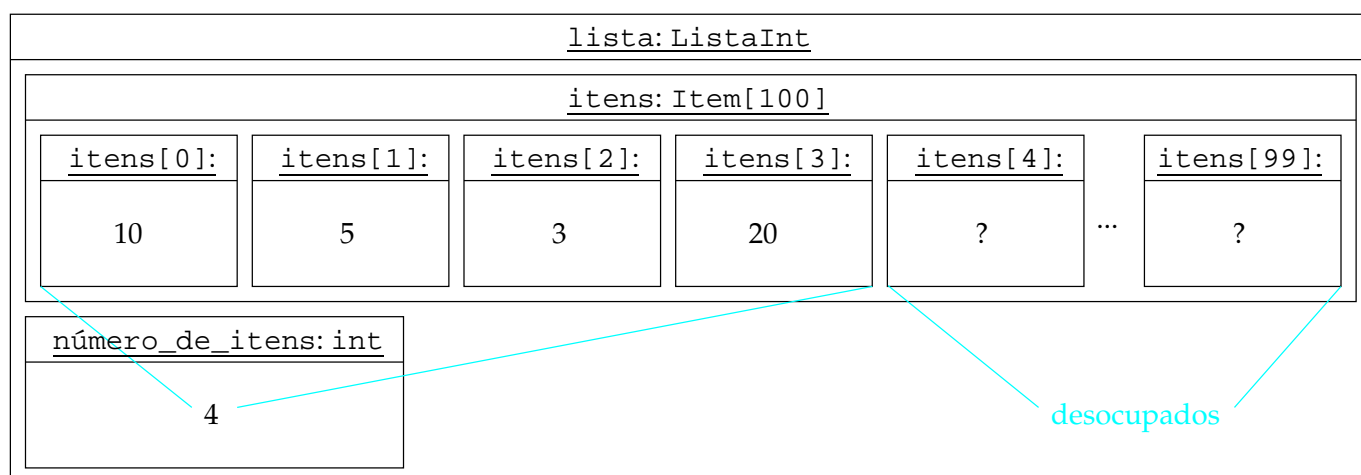 lista: ListaInt
itens: Item[100]
itens[0]: itens[1]: itens[2]: itens[3]: itens[4]: itens[99]:
10 5 3 20 ? ... ?
número_de_itens: int
4 desocupados